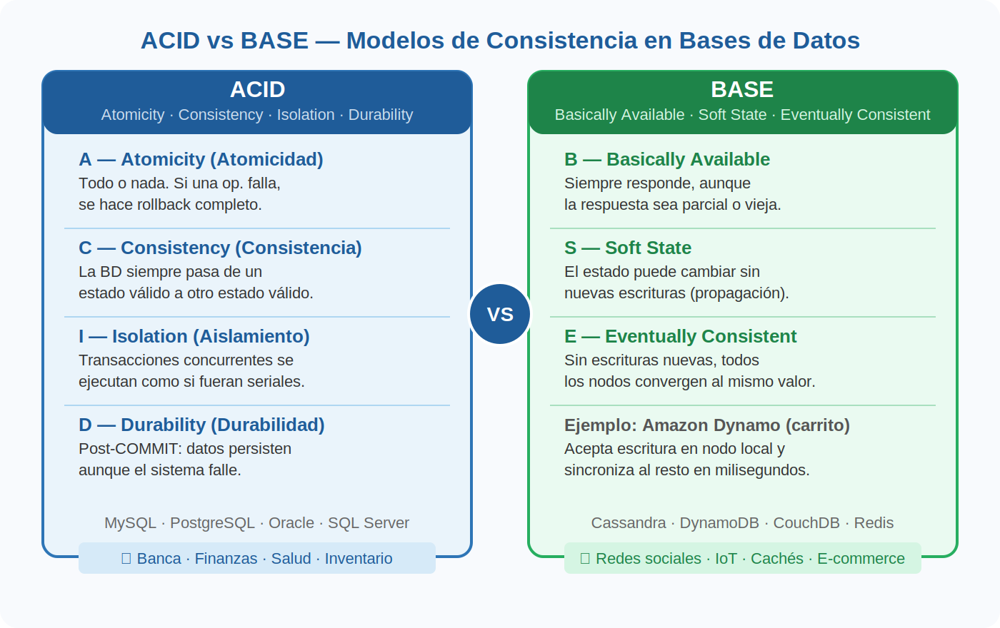 ACID vs BASE — Modelos de Consistencia en Bases de Datos
ACID
Atomicity · Consistency · Isolation · Durability
A — Atomicity (Atomicidad)
Todo o nada. Si una op. falla,
se hace rollback completo.
C — Consistency (Consistencia)
La BD siempre pasa de un
estado válido a otro estado válido.
I — Isolation (Aislamiento)
Transacciones concurrentes se
ejecutan como si fueran seriales.
D — Durability (Durabilidad)
Post-COMMIT: datos persisten
aunque el sistema falle.
MySQL · PostgreSQL · Oracle · SQL Server
Banca · Finanzas · Salud · Inventario
VS
BASE
Basically Available · Soft State · Eventually Consistent
B — Basically Available
Siempre responde, aunque
la respuesta sea parcial o vieja.
S — Soft State
El estado puede cambiar sin
nuevas escrituras (propagación).
E — Eventually Consistent
Sin escrituras nuevas, todos
los nodos convergen al mismo valor.
Ejemplo: Amazon Dynamo (carrito)
Acepta escritura en nodo local y
sincroniza al resto en milisegundos.
Cassandra · DynamoDB · CouchDB · Redis
Redes sociales · IoT · Cachés · E-commerce